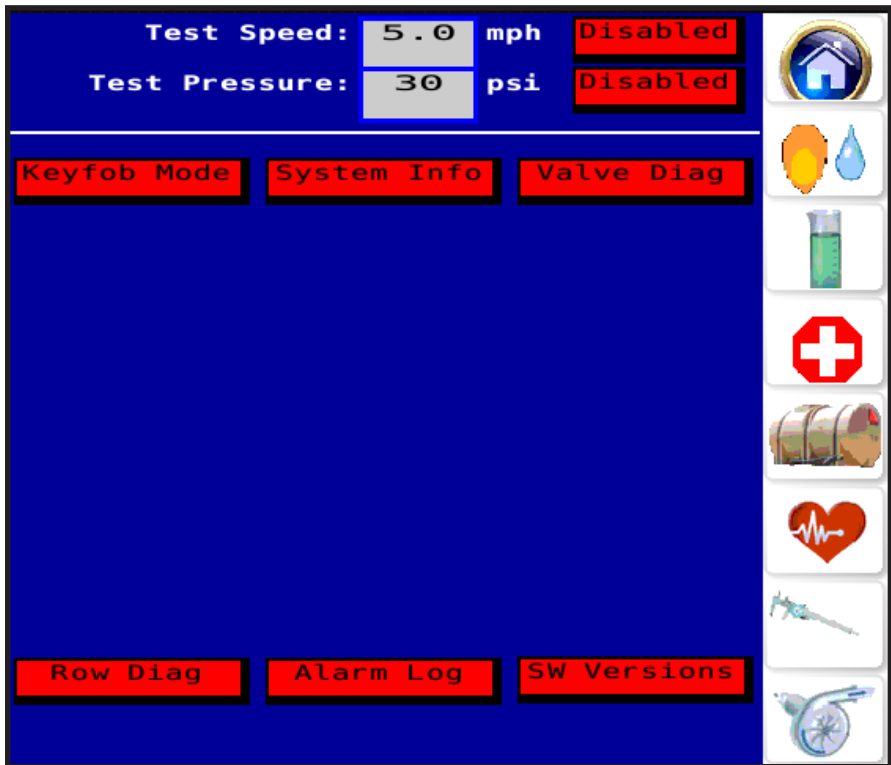 Test Speed: 5.0 mph Disabled
Test Pressure: 30 psi Disabled
Keyfob Mode System Info Valve Diag
Row Diag Alarm Log SW Versions